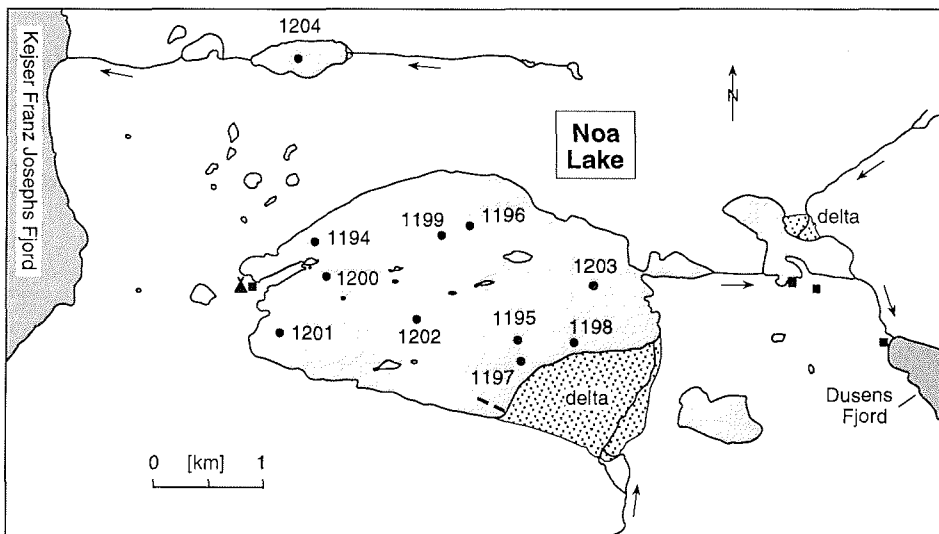 1204
Kejser Franz Josephs Fjord
N
Noa
Lake
delta
1199
1196
1194
1200
1203
1201
1202
1195
1198
1197
delta
Dusens
Fjord
0 [km] 1